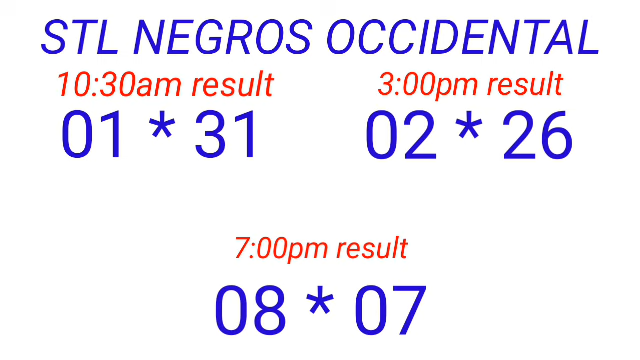 STL NEGROS OCCIDENTAL
10:30am result
01 * 31
3:00pm result
02 * 26
7:00pm result
08 * 07